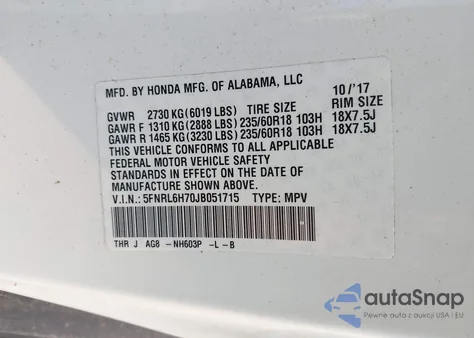 MFD. BY HONDA MFG. OF ALABAMA, LLC 10/'17
GVWR 2730 KG(6019 LBS) TIRE SIZE RIM SIZE
GAWR F 1310 KG(2888 LBS) 235/60R18 103H 18X7.5J
GAWR R 1465 KG(3230 LBS) 235/60R18 103H 18X7.5J
THIS VEHICLE CONFORMS TO ALL APPLICABLE
FEDERAL MOTOR VEHICLE SAFETY
STANDARDS IN EFFECT ON THE DATE OF
MANUFACTURE SHOWN ABOVE.
V.I.N.: 5FNRL6H70JB051715 TYPE: MPV
THR J AG8 -NH603P -L -B
autoSnap
Pewne auta z aukcji USA i EU